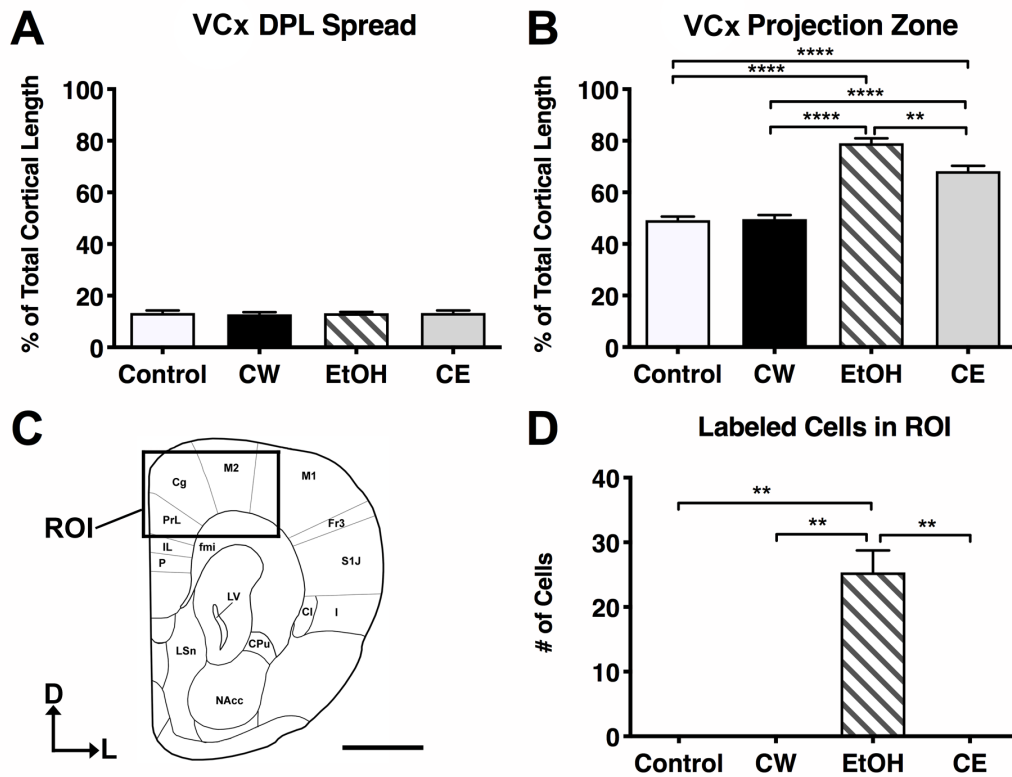 A
VCx DPL Spread
% of Total Cortical Length
100
80
60
40
20
0
Control CW EtOH CE
B
VCx Projection Zone
% of Total Cortical Length
100
80
60
40
20
0
****
****
****
**** **
Control CW EtOH CE
C
ROI
Cg
M2
M1
PrL
Fr3
IL
fmi
P
S1J
LV
Cl
I
LSn
CPu
NAcc
D
L
D
Labeled Cells in ROI
# of Cells
40
30
20
10
0
**
** **
Control CW EtOH CE